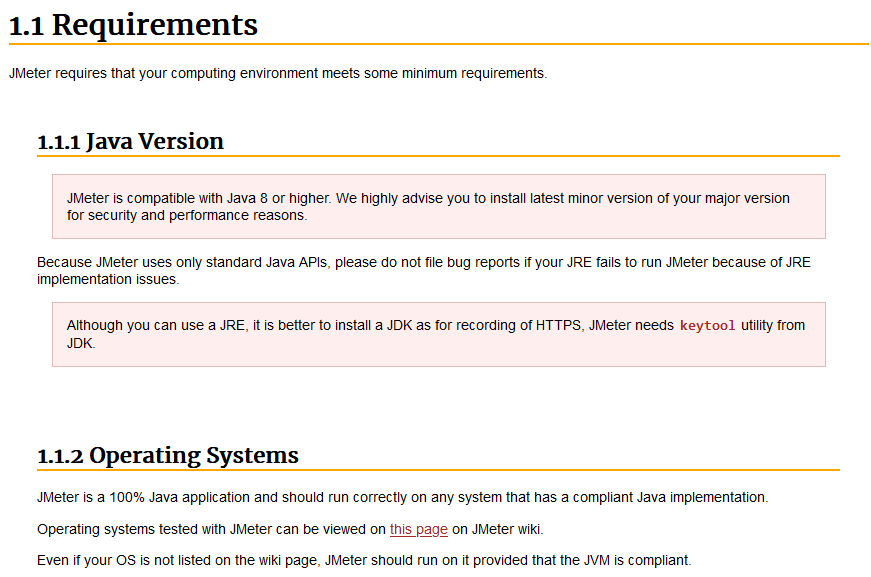 1.1 Requirements
JMeter requires that your computing environment meets some minimum requirements.
1.1.1 Java Version
JMeter is compatible with Java 8 or higher. We highly advise you to install latest minor version of your major version
for security and performance reasons.
Because JMeter uses only standard Java APIs, please do not file bug reports if your JRE fails to run JMeter because of JRE
implementation issues.
Although you can use a JRE, it is better to install a JDK as for recording of HTTPS, JMeter needs keytool utility from
JDK.
1.1.2 Operating Systems
JMeter is a 100% Java application and should run correctly on any system that has a compliant Java implementation.
Operating systems tested with JMeter can be viewed on this page on JMeter wiki.
Even if your OS is not listed on the wiki page, JMeter should run on it provided that the JVM is compliant.